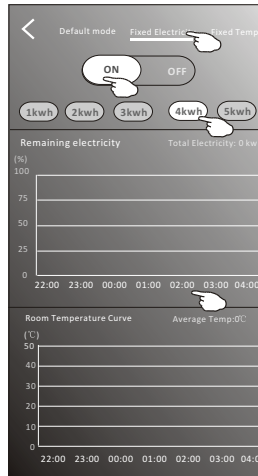 Default mode Fixed Electric Fixed Temp
ON OFF
1kwh 2kwh 3kwh 4kwh 5kwh
Remaining electricity Total Electricity: 0 kw
(%)
100
75
50
25
0
22:00 23:00 00:00 01:00 02:00 03:00 04:00
Room Temperature Curve Average Temp:0℃
(℃)
50
40
30
20
10
0
22:00 23:00 00:00 01:00 02:00 03:00 04:0